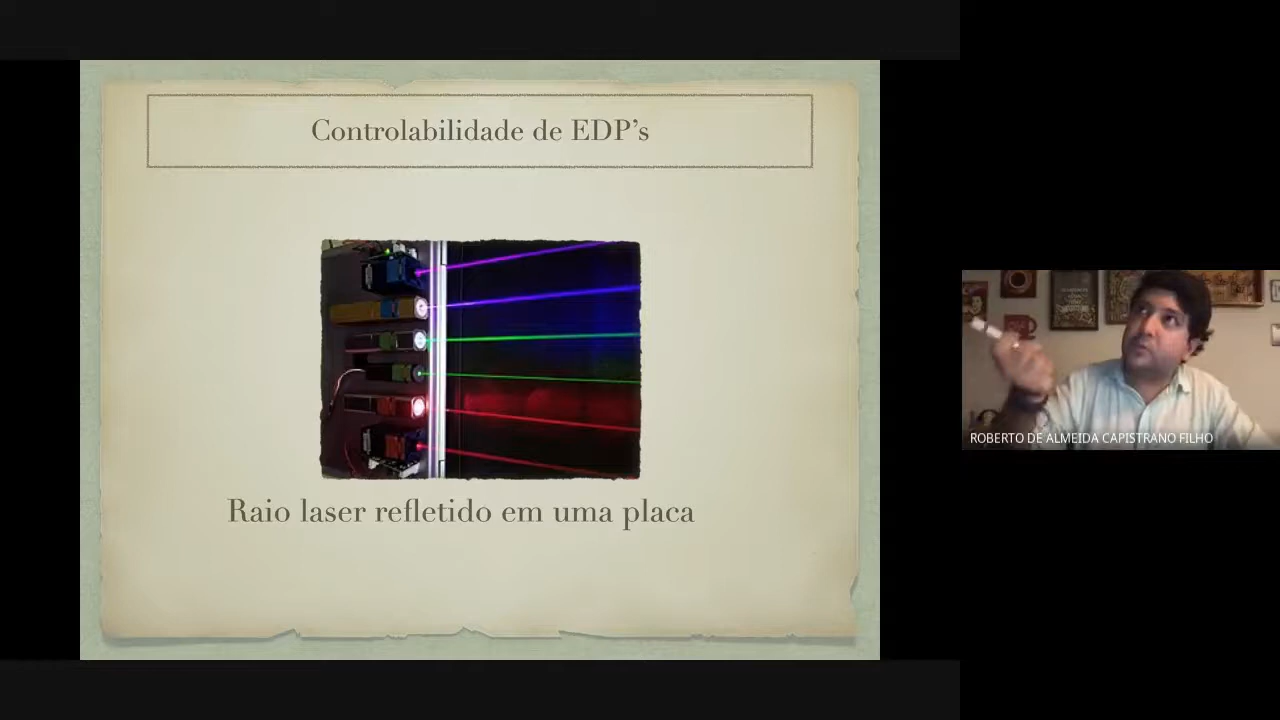 Controlabilidade de EDP's
Raio laser refletido em uma placa
ROBERTO DE ALMEIDA CAPISTRANO FILHO